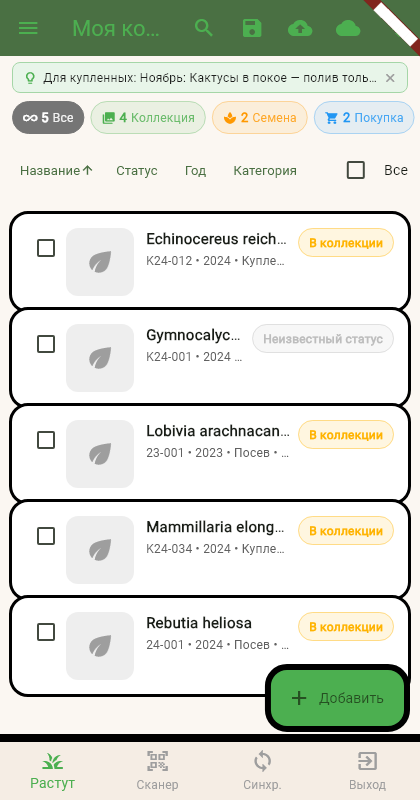 Моя ко...
Для купленных: Ноябрь: Кактусы в покое — полив толь...
5 Все
4 Коллекция
2 Семена
2 Покупка
Название
Статус
Год
Категория
Все
Echinocereus reich...
В коллекции
K24-012 • 2024 • Купле...
Gymnocalyc...
Неизвестный статус
K24-001 • 2024 ...
Lobivia arachnacan...
В коллекции
23-001 • 2023 • Посев • ...
Mammillaria elong...
В коллекции
K24-034 • 2024 • Купле...
Rebutia heliosa
В коллекции
24-001 • 2024 • Посев • ...
Добавить
Растут
Сканер
Синхр.
Выход